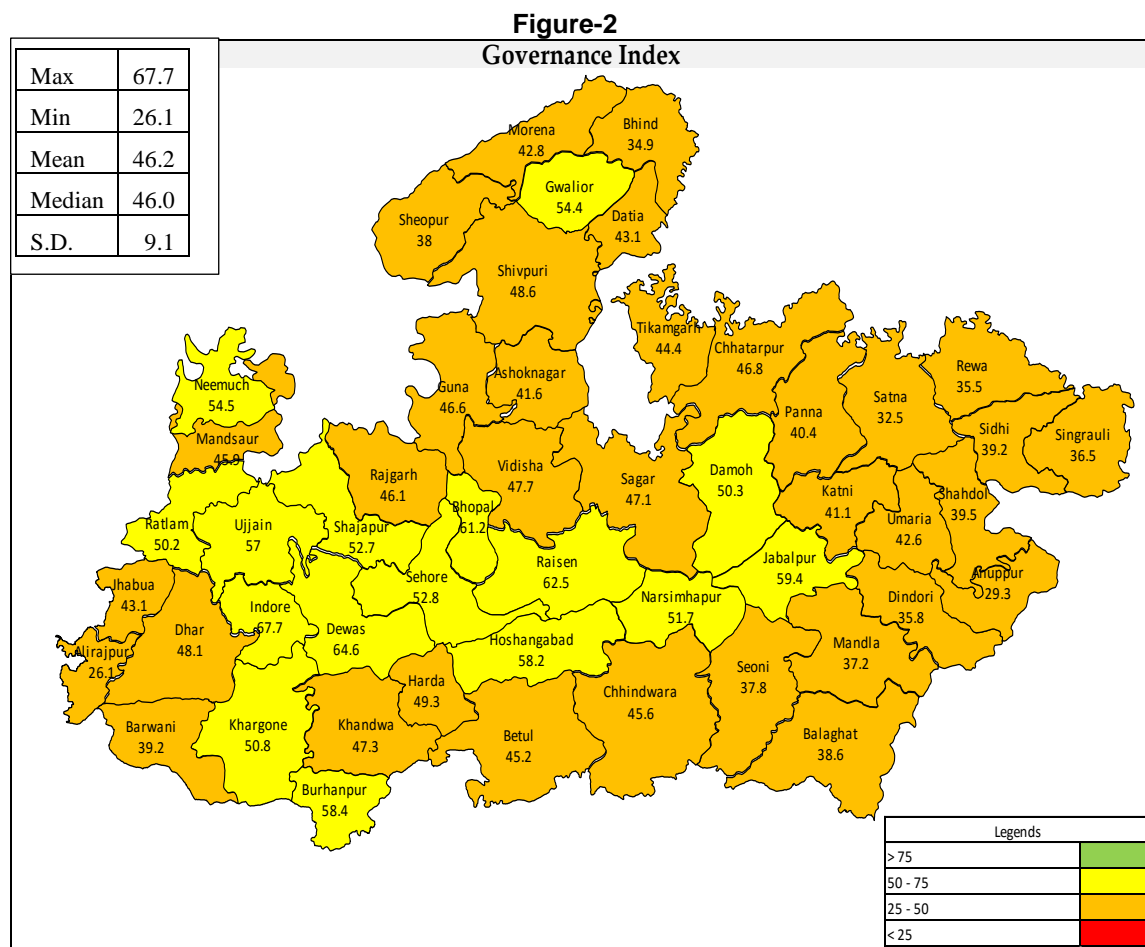 Figure-2
Governance Index
Max 67.7
Min 26.1
Mean 46.2
Median 46.0
S.D. 9.1
Morena
42.8
Bhind
34.9
Gwalior
54.4
Sheopur
38
Datia
43.1
Shivpuri
48.6
Tikamgarh
44.4
Chhatarpur
46.8
Rewa
35.5
Neemuch
54.5
Guna
46.6
Ashoknagar
41.6
Panna
40.4
Satna
32.5
Sidhi
39.2
Singrauli
36.5
Mandsaur
45.9
Rajgarh
46.1
Vidisha
47.7
Sagar
47.1
Damoh
50.3
Katni
41.1
Shahdol
39.5
Ratlam
50.2
Ujjain
57
Shajapur
52.7
Bhopal
61.2
Umaria
42.6
Raisen
62.5
Jabalpur
59.4
Jhabua
43.1
Sehore
52.8
Anuppur
29.3
Indore
67.7
Narsimhapur
51.7
Dindori
35.8
Dhar
48.1
Dewas
64.6
Hoshangabad
58.2
Mandla
37.2
Alirajpur
26.1
Seoni
37.8
Harda
49.3
Chhindwara
45.6
Barwani
39.2
Khargone
50.8
Khandwa
47.3
Betul
45.2
Balaghat
38.6
Burhanpur
58.4
Legends
> 75
50 - 75
25 - 50
< 25